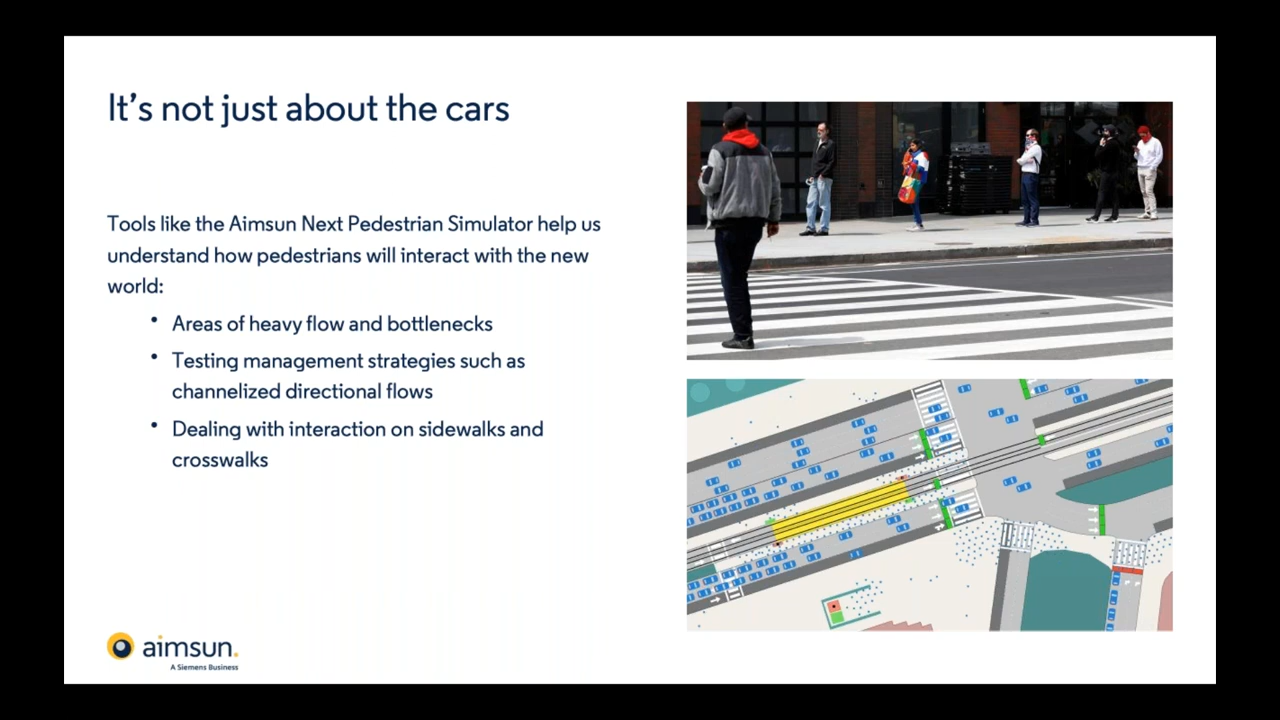 It's not just about the cars
Tools like the Aimsun Next Pedestrian Simulator help us
understand how pedestrians will interact with the new
world:
• Areas of heavy flow and bottlenecks
• Testing management strategies such as
channelized directional flows
• Dealing with interaction on sidewalks and
crosswalks
aimsun.
A Siemens Business